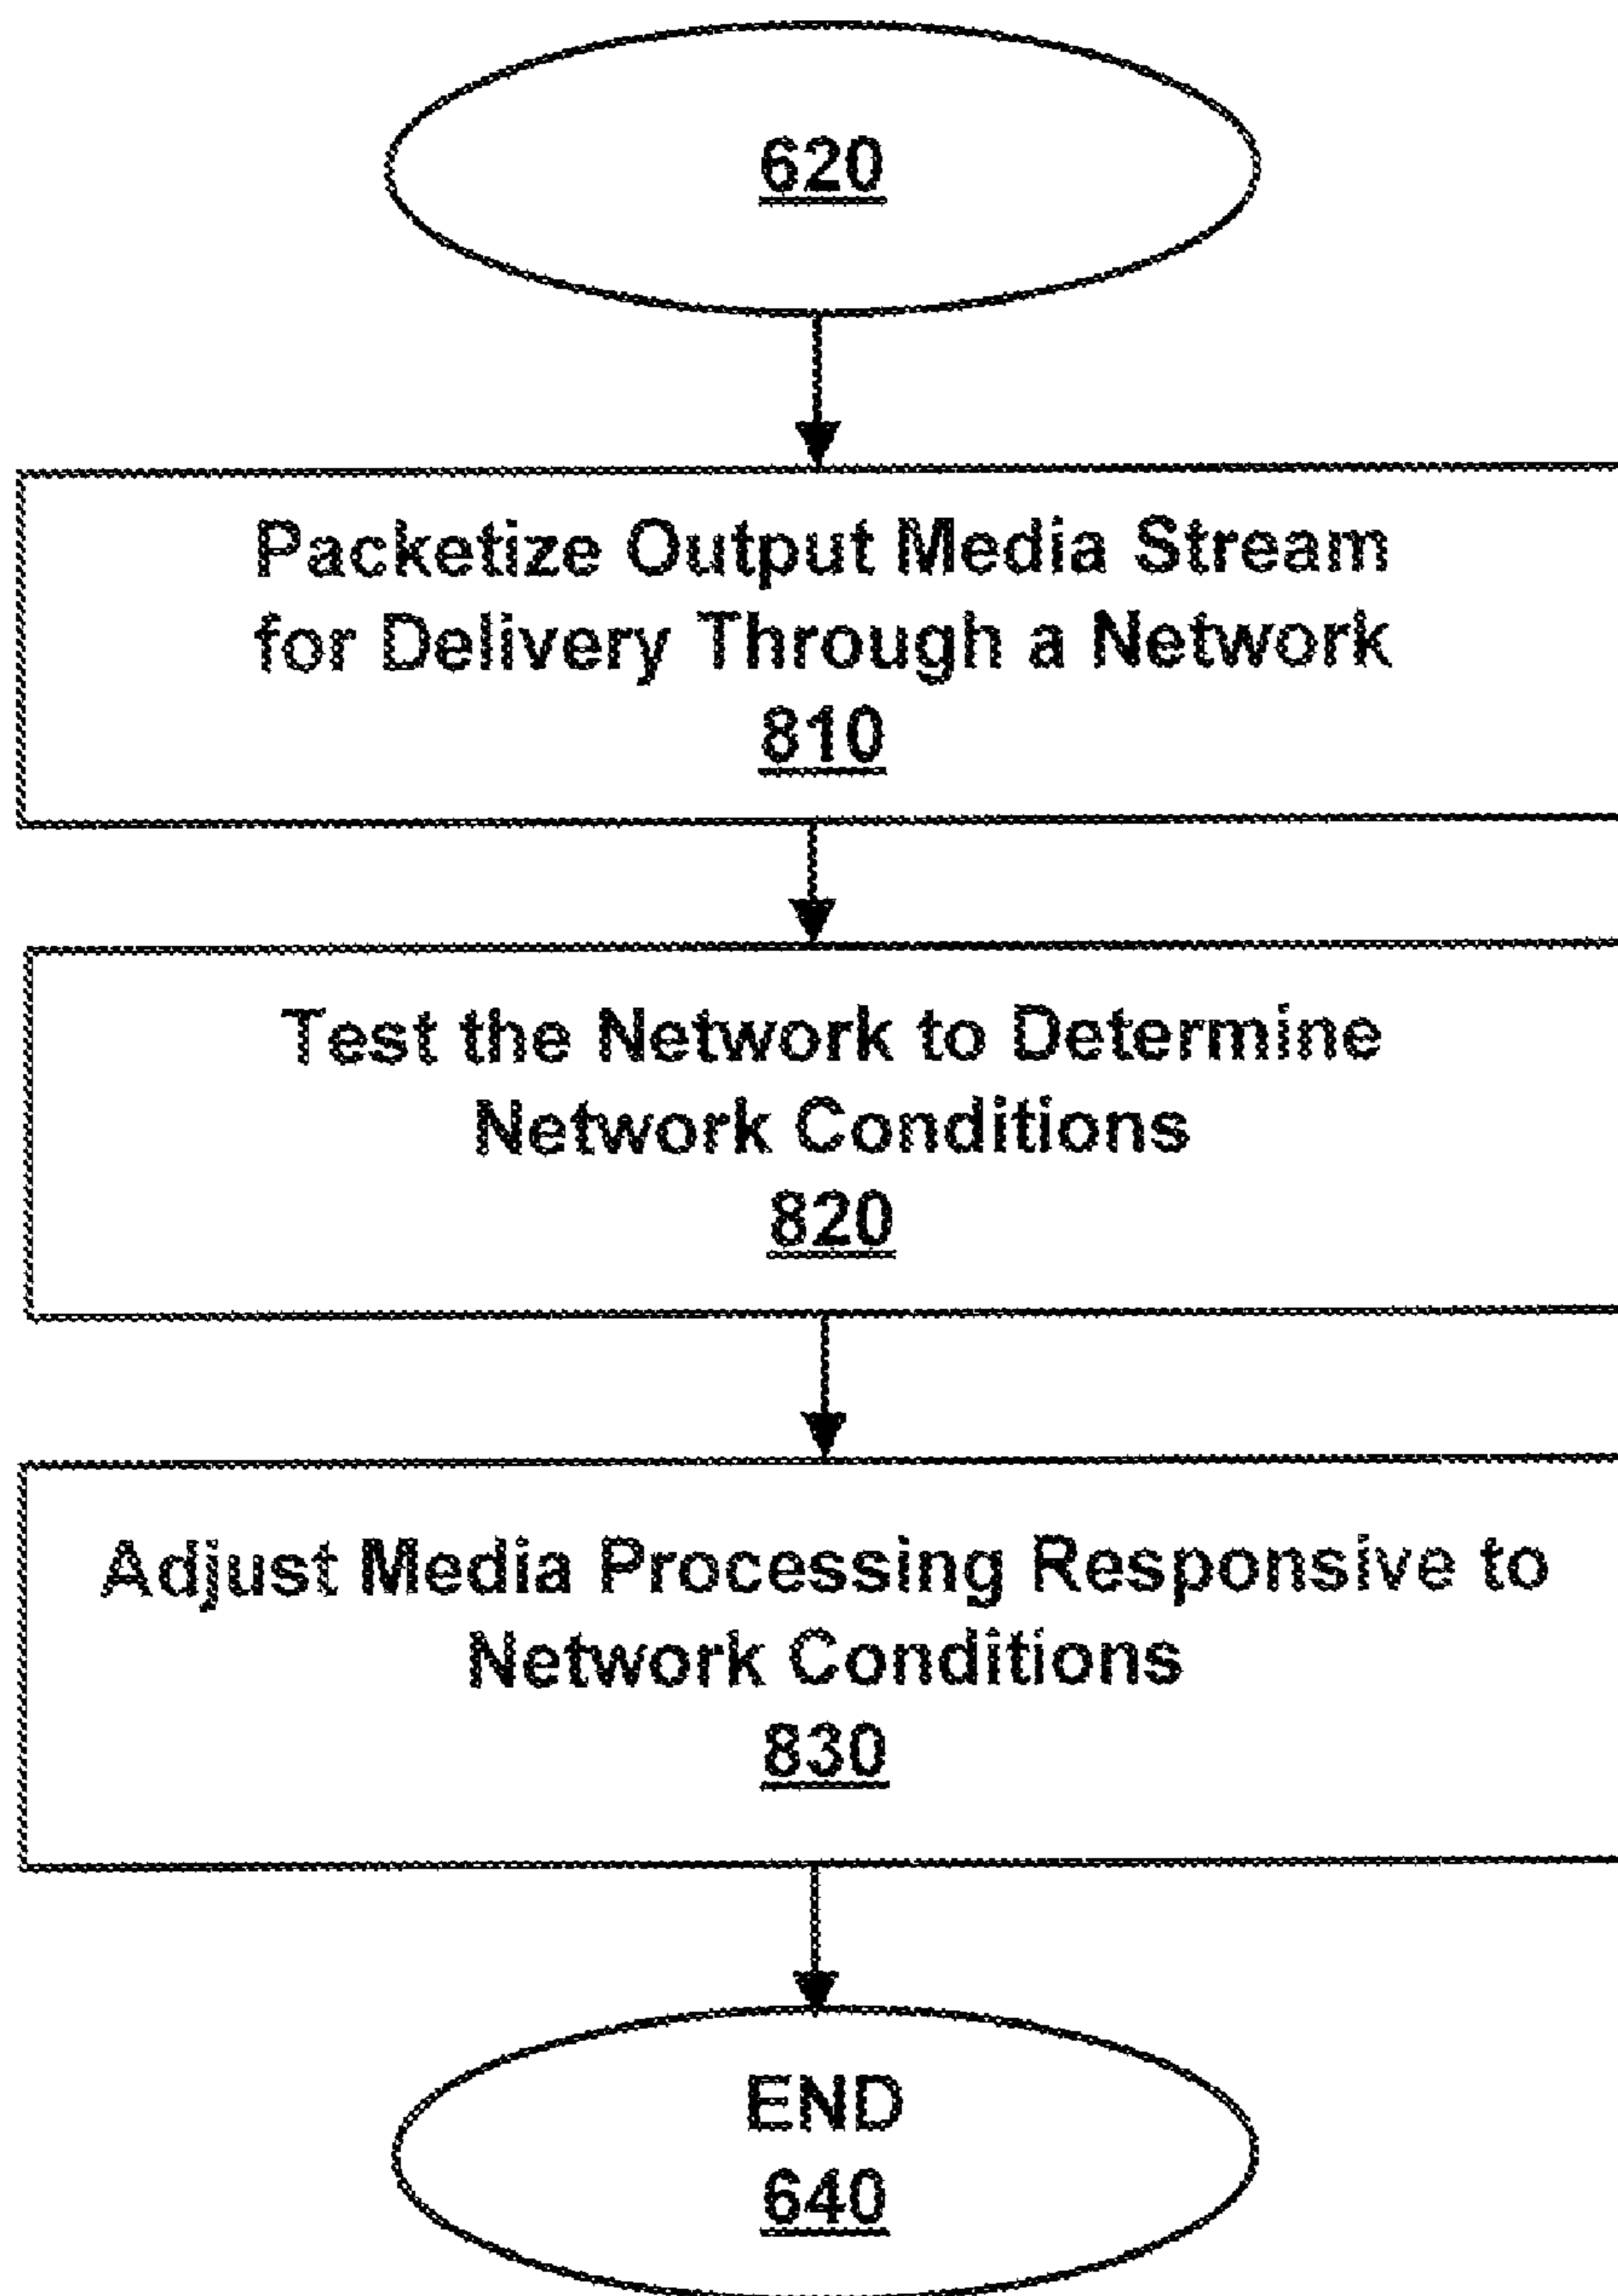 620
Packetize Output Media Stream
for Delivery Through a Network
810
Test the Network to Determine
Network Conditions
820
Adjust Media Processing Responsive to
Network Conditions
830
END
640